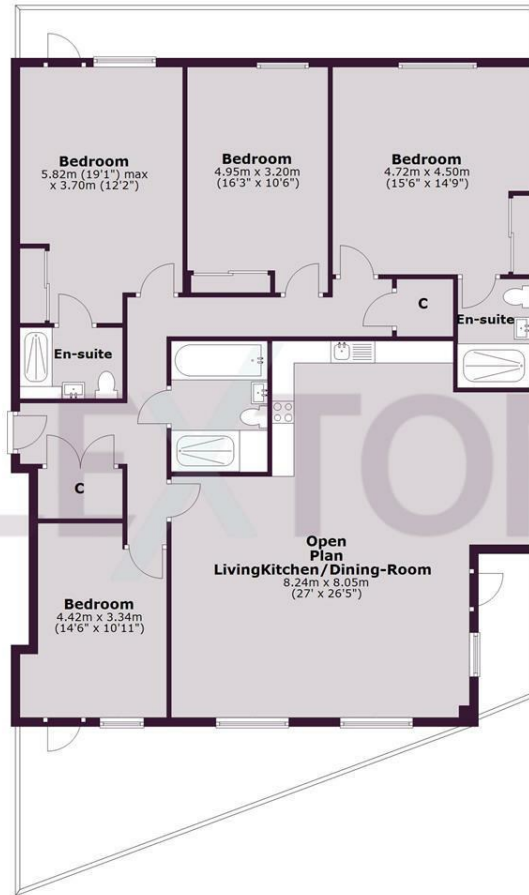 Bedroom
5.82m (19'1") max
x 3.70m (12'2")
Bedroom
4.95m x 3.20m
(16'3" x 10'6")
Bedroom
4.72m x 4.50m
(15'6" x 14'9")
C
En-suite
En-suite
C
Open
Plan
LivingKitchen/Dining-Room
8.24m x 8.05m
(27' x 26'5")
Bedroom
4.42m x 3.34m
(14'6" x 10'11")